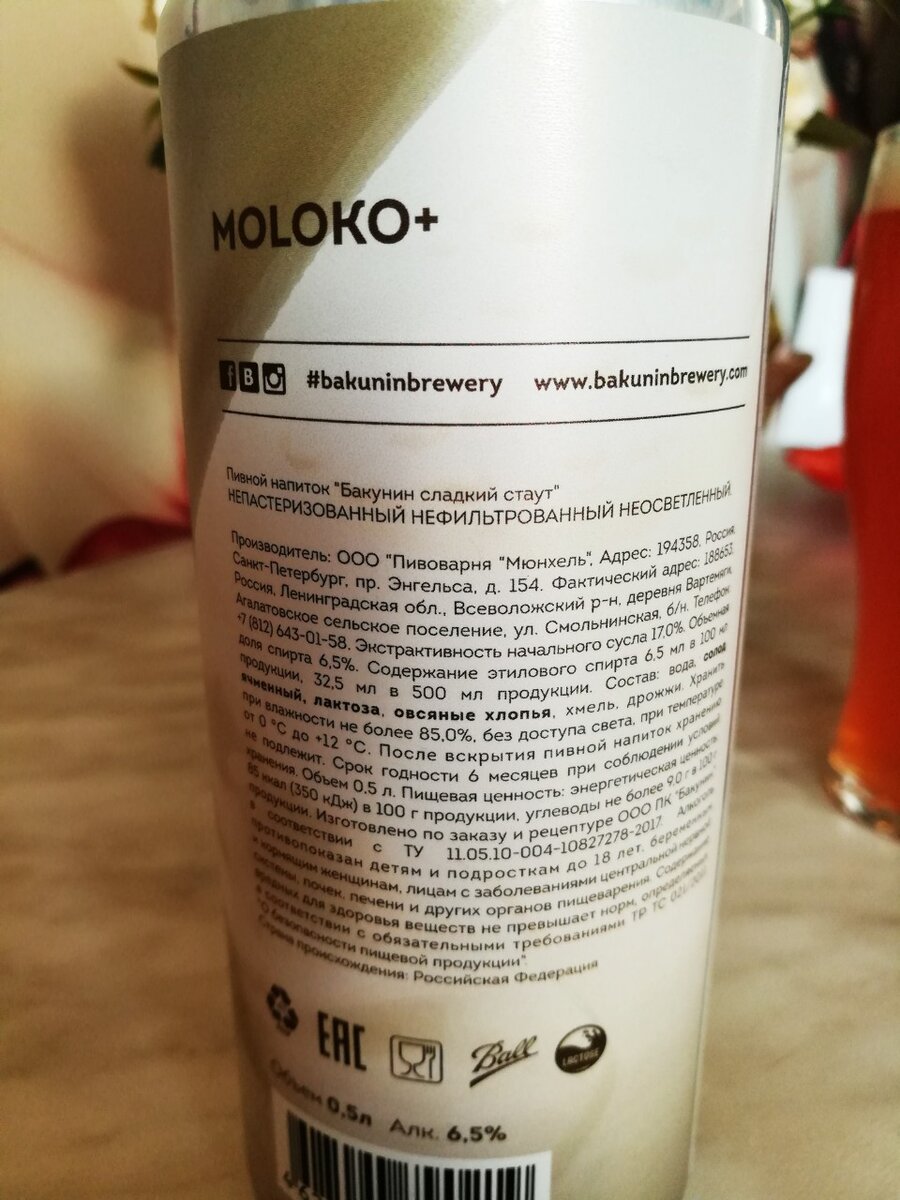 MOLOKO+
f B #bakuninbrewery www.bakuninbrewery.com
Пивной напиток "Бакунин сладкий стаут"
НЕПАСТЕРИЗОВАННЫЙ НЕФИЛЬТРОВАННЫЙ НЕОСВЕТЛЕННЫЙ.
Производитель: ООО "Пивоварня "Мюнхель", Адрес: 194358, Россия,
Санкт-Петербург, пр. Энгельса, д. 154. Фактический адрес: 188653,
Россия, Ленинградская обл., Всеволожский р-н, деревня Вартемяги,
Агалатовское сельское поселение, ул. Смольнинская, б/н. Телефон
+7 (812) 643-01-58. Экстрактивность начального сусла 17,0%. Объемная
доля спирта 6,5%. Содержание этилового спирта 6,5 мл в 100 мл
продукции, 32,5 мл в 500 мл продукции. Состав: вода, солод
ячменный, лактоза, овсяные хлопья, хмель, дрожжи. Хранить
при влажности не более 85,0%, без доступа света, при температуре
от 0 °С до +12 °С. После вскрытия пивной напиток хранению
не подлежит. Срок годности 6 месяцев при соблюдении условий
хранения. Объем 0,5 л. Пищевая ценность: энергетическая ценность
85 ккал (350 кДж) в 100 г продукции, углеводы не более 9,0 г в 100 г
продукции. Изготовлено по заказу и рецептуре ООО ПК "Бакунин"
в соответствии с ТУ 11.05.10-004-10827278-2017. Алкоголь
противопоказан детям и подросткам до 18 лет, беременным
и кормящим женщинам, лицам с заболеваниями центральной нервной
системы, почек, печени и других органов пищеварения. Содержание
вредных для здоровья веществ не превышает норм, определенных
в соответствии с обязательными требованиями ТР ТС 021/2011
"О безопасности пищевой продукции".
Страна происхождения: Российская Федерация
EAC Ball LACTOSE
Объем 0,5л Алк. 6,5%